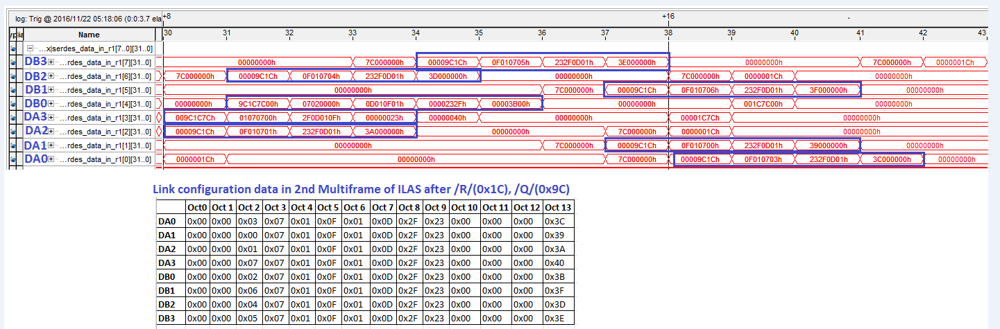 log: Trig @ 2016/11/22 05:18:06 (0:0:3.7 ela +8 +16
Name 30 31 32 33 34 35 36 37 38 39 40 41 42 43
...x|serdes_data_in_r1[7..0][31..0]
DB3 ...rdes_data_in_r1[7][31..0] 00000000h 7C000000h 00009C1Ch 0F010705h 232F0D01h 3E000000h 00000000h 7C000000h 0000001Ch
DB2 ...rdes_data_in_r1[6][31..0] 7C000000h 00009C1Ch 0F010704h 232F0D01h 3D000000h 00000000h 7C000000h 0000001Ch 00000000h
DB1 ...rdes_data_in_r1[5][31..0] 00000000h 7C000000h 00009C1Ch 0F010706h 232F0D01h 3F000000h 00000000h
DB0 ...rdes_data_in_r1[4][31..0] 00000000h 9C1C7C00h 07020000h 0D010F01h 0000232Fh 00003B00h 00000000h 001C7C00h 00000000h
DA3 ...rdes_data_in_r1[3][31..0] 009C1C7Ch 01070700h 2F0D010Fh 00000023h 00000040h 00000000h 00001C7Ch 00000000h
DA2 ...rdes_data_in_r1[2][31..0] 00009C1Ch 0F010701h 232F0D01h 3A000000h 00000000h 7C000000h 0000001Ch 00000000h
DA1 ...rdes_data_in_r1[1][31..0] 00000000h 7C000000h 00009C1Ch 0F010700h 232F0D01h 39000000h 00000000h
DA0 ...rdes_data_in_r1[0][31..0] 0000001Ch 00000000h 7C000000h 00009C1Ch 0F010703h 232F0D01h 3C000000h 00000000h
Link configuration data in 2nd Multiframe of ILAS after /R/(0x1C), /Q/(0x9C)
Oct0 Oct 1 Oct 2 Oct 3 Oct 4 Oct 5 Oct 6 Oct 7 Oct 8 Oct 9 Oct 10 Oct 11 Oct 12 Oct 13
DA0 0x00 0x00 0x03 0x07 0x01 0x0F 0x01 0x0D 0x2F 0x23 0x00 0x00 0x00 0x3C
DA1 0x00 0x00 0x00 0x07 0x01 0x0F 0x01 0x0D 0x2F 0x23 0x00 0x00 0x00 0x39
DA2 0x00 0x00 0x01 0x07 0x01 0x0F 0x01 0x0D 0x2F 0x23 0x00 0x00 0x00 0x3A
DA3 0x00 0x00 0x07 0x07 0x01 0x0F 0x01 0x0D 0x2F 0x23 0x00 0x00 0x00 0x40
DB0 0x00 0x00 0x02 0x07 0x01 0x0F 0x01 0x0D 0x2F 0x23 0x00 0x00 0x00 0x3B
DB1 0x00 0x00 0x06 0x07 0x01 0x0F 0x01 0x0D 0x2F 0x23 0x00 0x00 0x00 0x3F
DB2 0x00 0x00 0x04 0x07 0x01 0x0F 0x01 0x0D 0x2F 0x23 0x00 0x00 0x00 0x3D
DB3 0x00 0x00 0x05 0x07 0x01 0x0F 0x01 0x0D 0x2F 0x23 0x00 0x00 0x00 0x3E